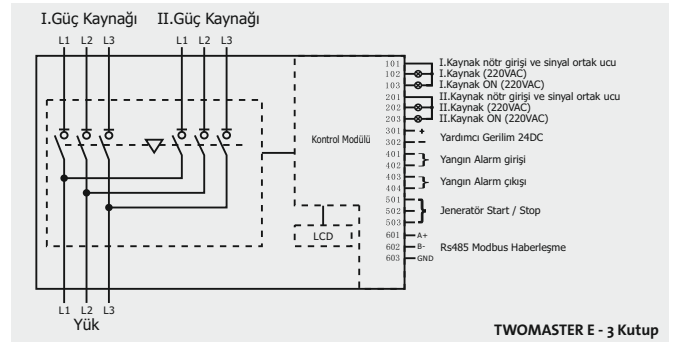 I.Güç Kaynağı II.Güç Kaynağı
L1 L2 L3 L1 L2 L3
101 I.Kaynak nötr girişi ve sinyal ortak ucu
102 I.Kaynak (220VAC)
103 I.Kaynak ON (220VAC)
201 II.Kaynak nötr girişi ve sinyal ortak ucu
202 II.Kaynak (220VAC)
203 II.Kaynak ON (220VAC)
301 + Yardımcı Gerilim 24DC
302 –
Kontrol Modülü
401 Yangın Alarm girişi
402
403 Yangın Alarm çıkışı
404
501
502 Jeneratör Start / Stop
503
LCD
601 A+
602 B- Rs485 Modbus Haberleşme
603 GND
L1 L2 L3
Yük
TWOMASTER E - 3 Kutup